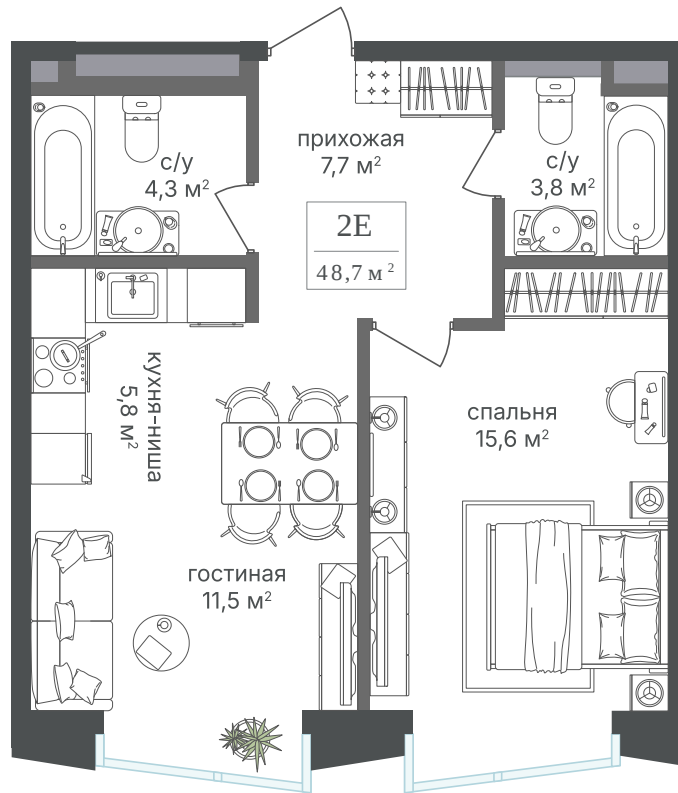 прихожая
7,7 м²
с/у
4,3 м²
с/у
3,8 м²
2Е
48,7 м²
кухня-ниша
5,8 м²
спальня
15,6 м²
гостиная
11,5 м²